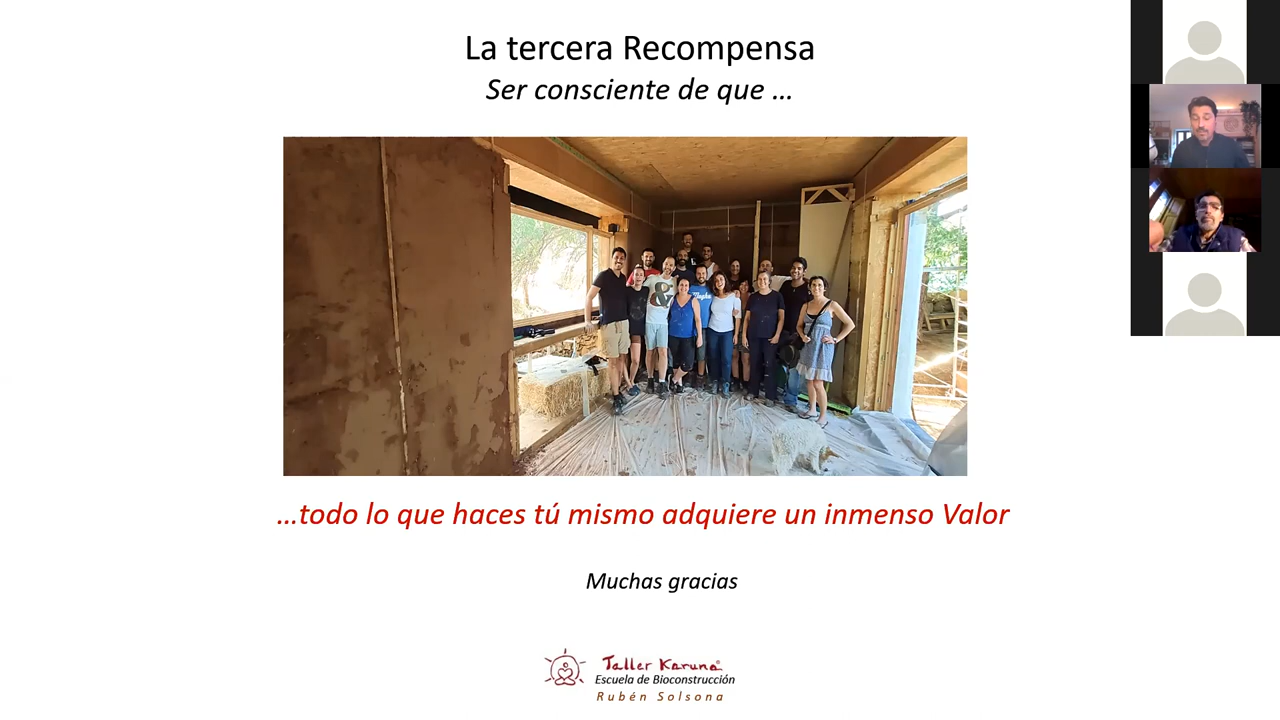 La tercera Recompensa
Ser consciente de que ...
&
...todo lo que haces tú mismo adquiere un inmenso Valor
Muchas gracias
Taller Karuna®
Escuela de Bioconstrucción
Rubén Solsona